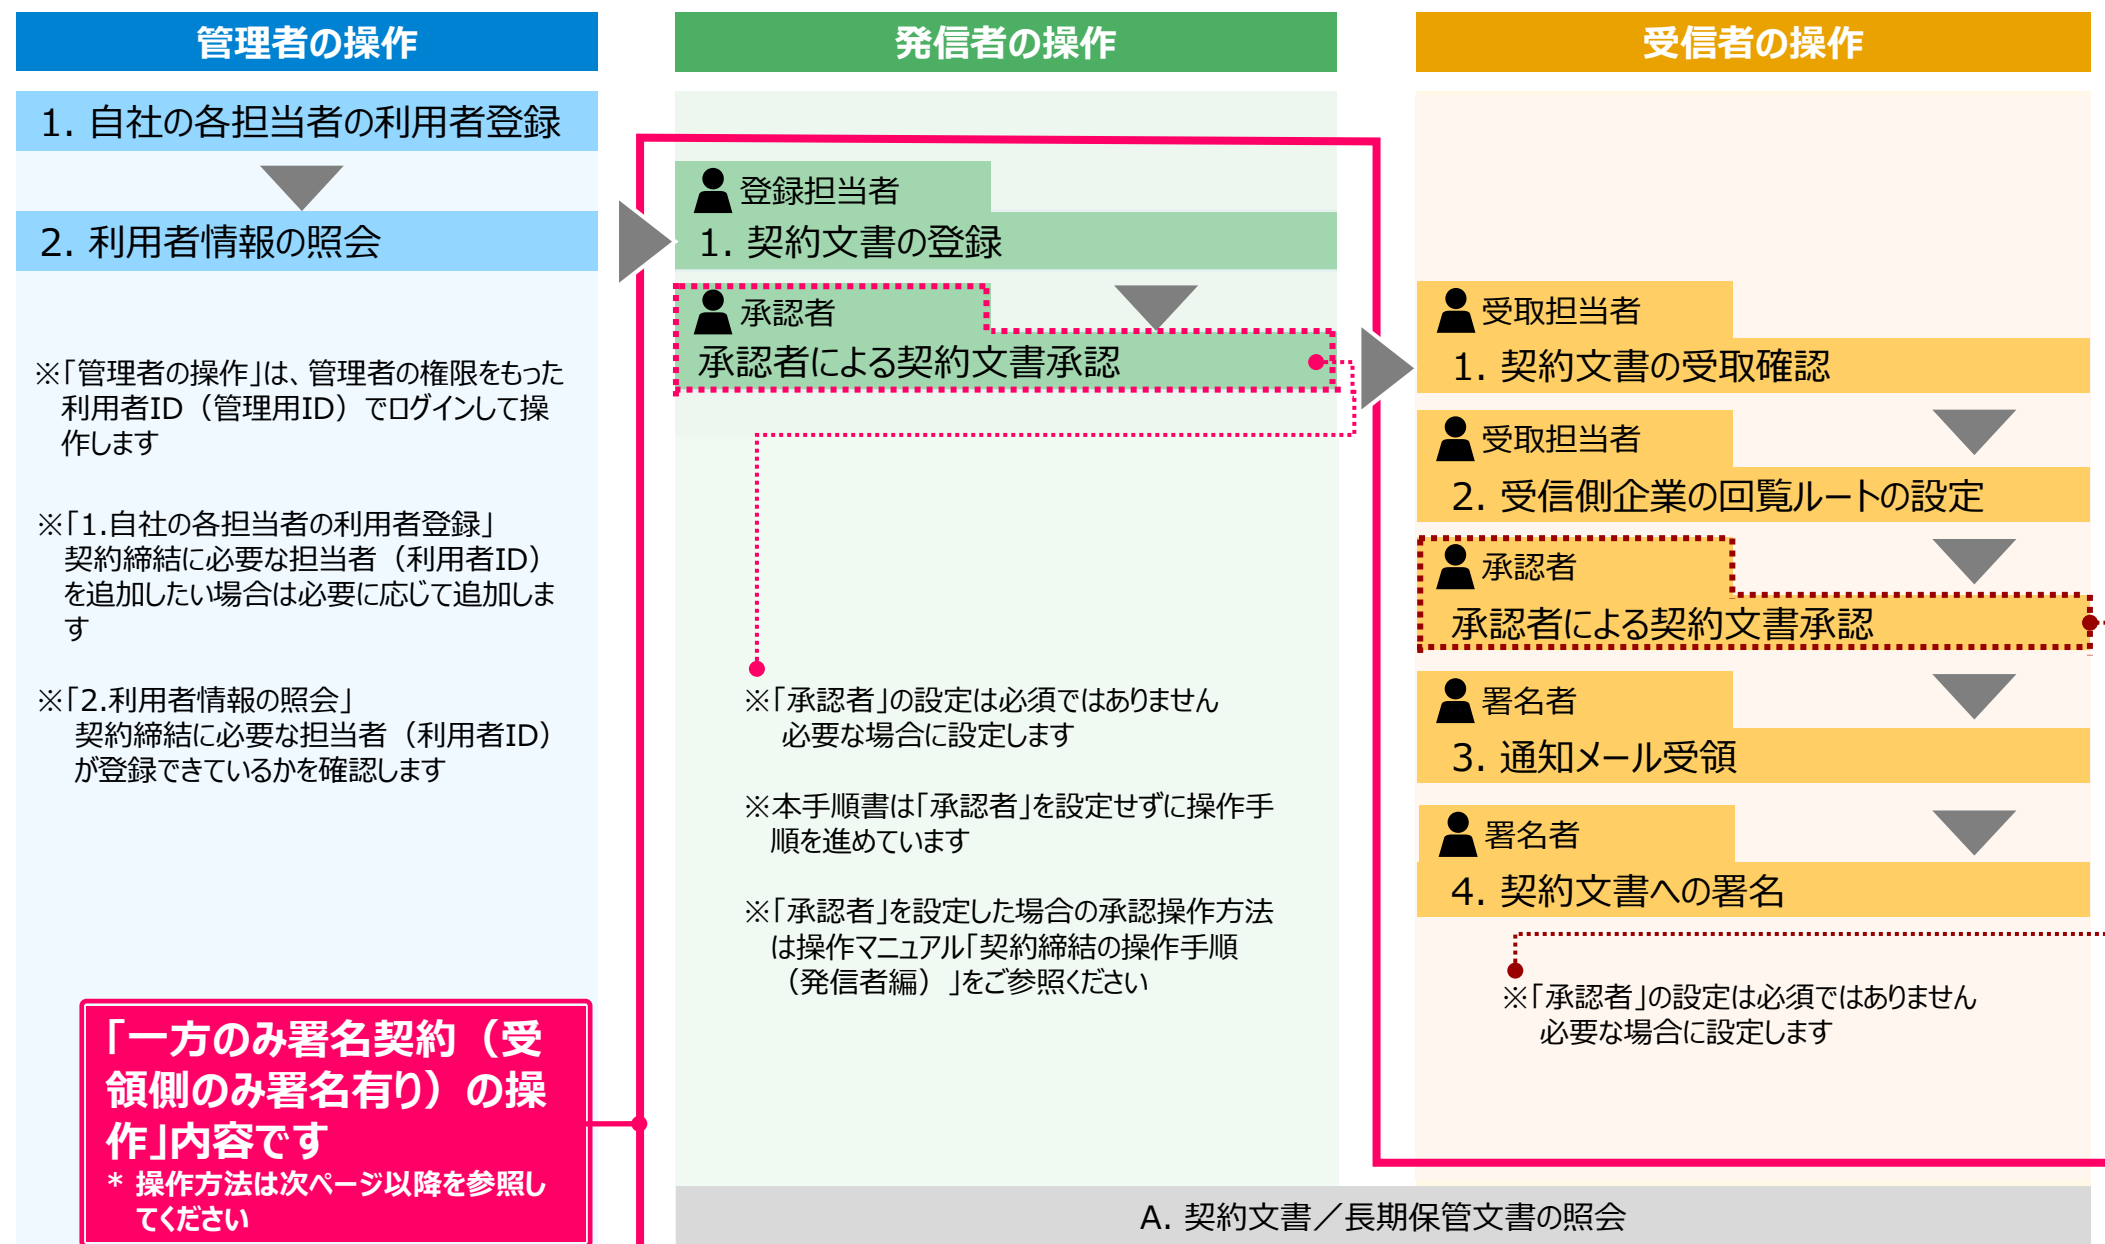 管理者の操作
1. 自社の各担当者の利用者登録
2. 利用者情報の照会
※「管理者の操作」は、管理者の権限をもった
利用者ID（管理用ID）でログインして操
作します
※「1.自社の各担当者の利用者登録」
契約締結に必要な担当者（利用者ID）
を追加したい場合は必要に応じて追加しま
す
※「2.利用者情報の照会」
契約締結に必要な担当者（利用者ID）
が登録できているかを確認します
「一方のみ署名契約（受
領側のみ署名有り）の操
作」内容です
* 操作方法は次ページ以降を参照し
てください
発信者の操作
登録担当者
1. 契約文書の登録
承認者
承認者による契約文書承認
※「承認者」の設定は必須ではありません
必要な場合に設定します
※本手順書は「承認者」を設定せずに操作手
順を進めています
※「承認者」を設定した場合の承認操作方法
は操作マニュアル「契約締結の操作手順
（発信者編）」をご参照ください
受信者の操作
受取担当者
1. 契約文書の受取確認
受取担当者
2. 受信側企業の回覧ルートの設定
承認者
承認者による契約文書承認
署名者
3. 通知メール受領
署名者
4. 契約文書への署名
※「承認者」の設定は必須ではありません
必要な場合に設定します
A. 契約文書／長期保管文書の照会